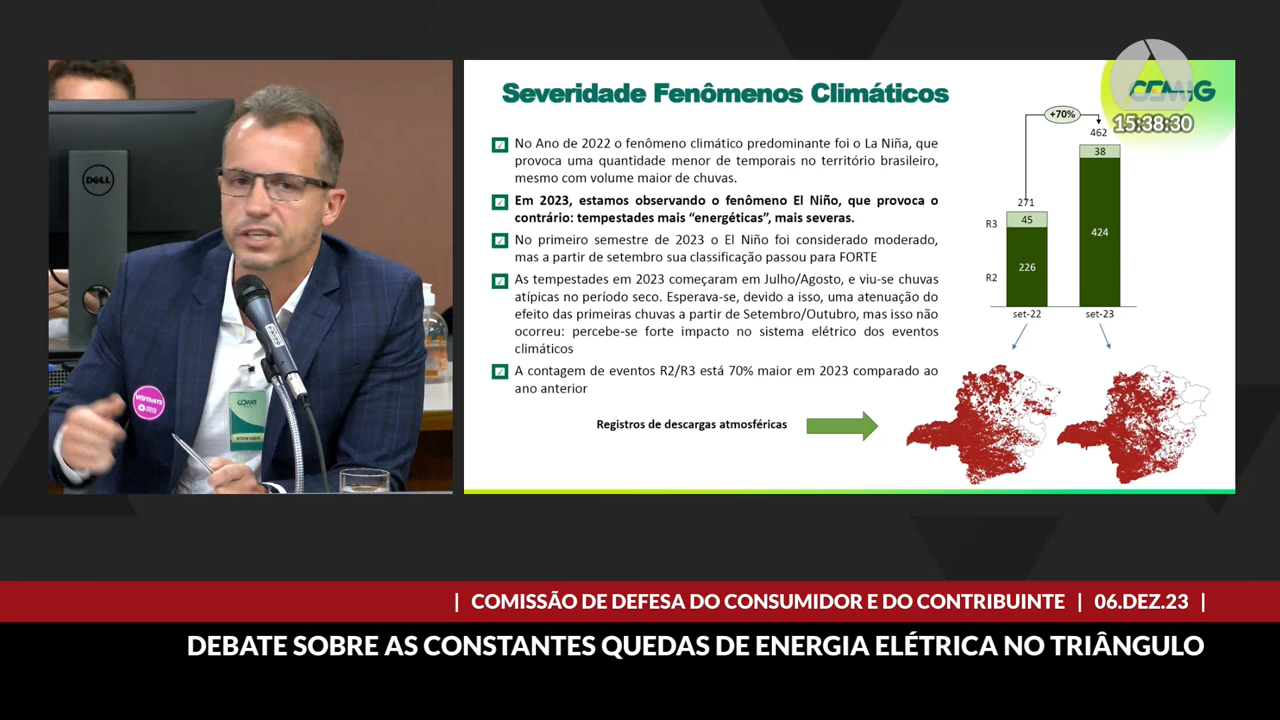 Severidade Fenômenos Climáticos
CEMIG
15:38:30
No Ano de 2022 o fenômeno climático predominante foi o La Niña, que
provoca uma quantidade menor de temporais no território brasileiro,
mesmo com volume maior de chuvas.
Em 2023, estamos observando o fenômeno El Niño, que provoca o
contrário: tempestades mais “energéticas”, mais severas.
No primeiro semestre de 2023 o El Niño foi considerado moderado,
mas a partir de setembro sua classificação passou para FORTE
As tempestades em 2023 começaram em Julho/Agosto, e viu-se chuvas
atípicas no período seco. Esperava-se, devido a isso, uma atenuação do
efeito das primeiras chuvas a partir de Setembro/Outubro, mas isso não
ocorreu: percebe-se forte impacto no sistema elétrico dos eventos
climáticos
A contagem de eventos R2/R3 está 70% maior em 2023 comparado ao
ano anterior
Registros de descargas atmosféricas
+70%
462
38
271
R3
45
424
R2
226
set-22
set-23
DELL
VISITANTE
CEMIG
| COMISSÃO DE DEFESA DO CONSUMIDOR E DO CONTRIBUINTE | 06.DEZ.23 |
DEBATE SOBRE AS CONSTANTES QUEDAS DE ENERGIA ELÉTRICA NO TRIÂNGULO